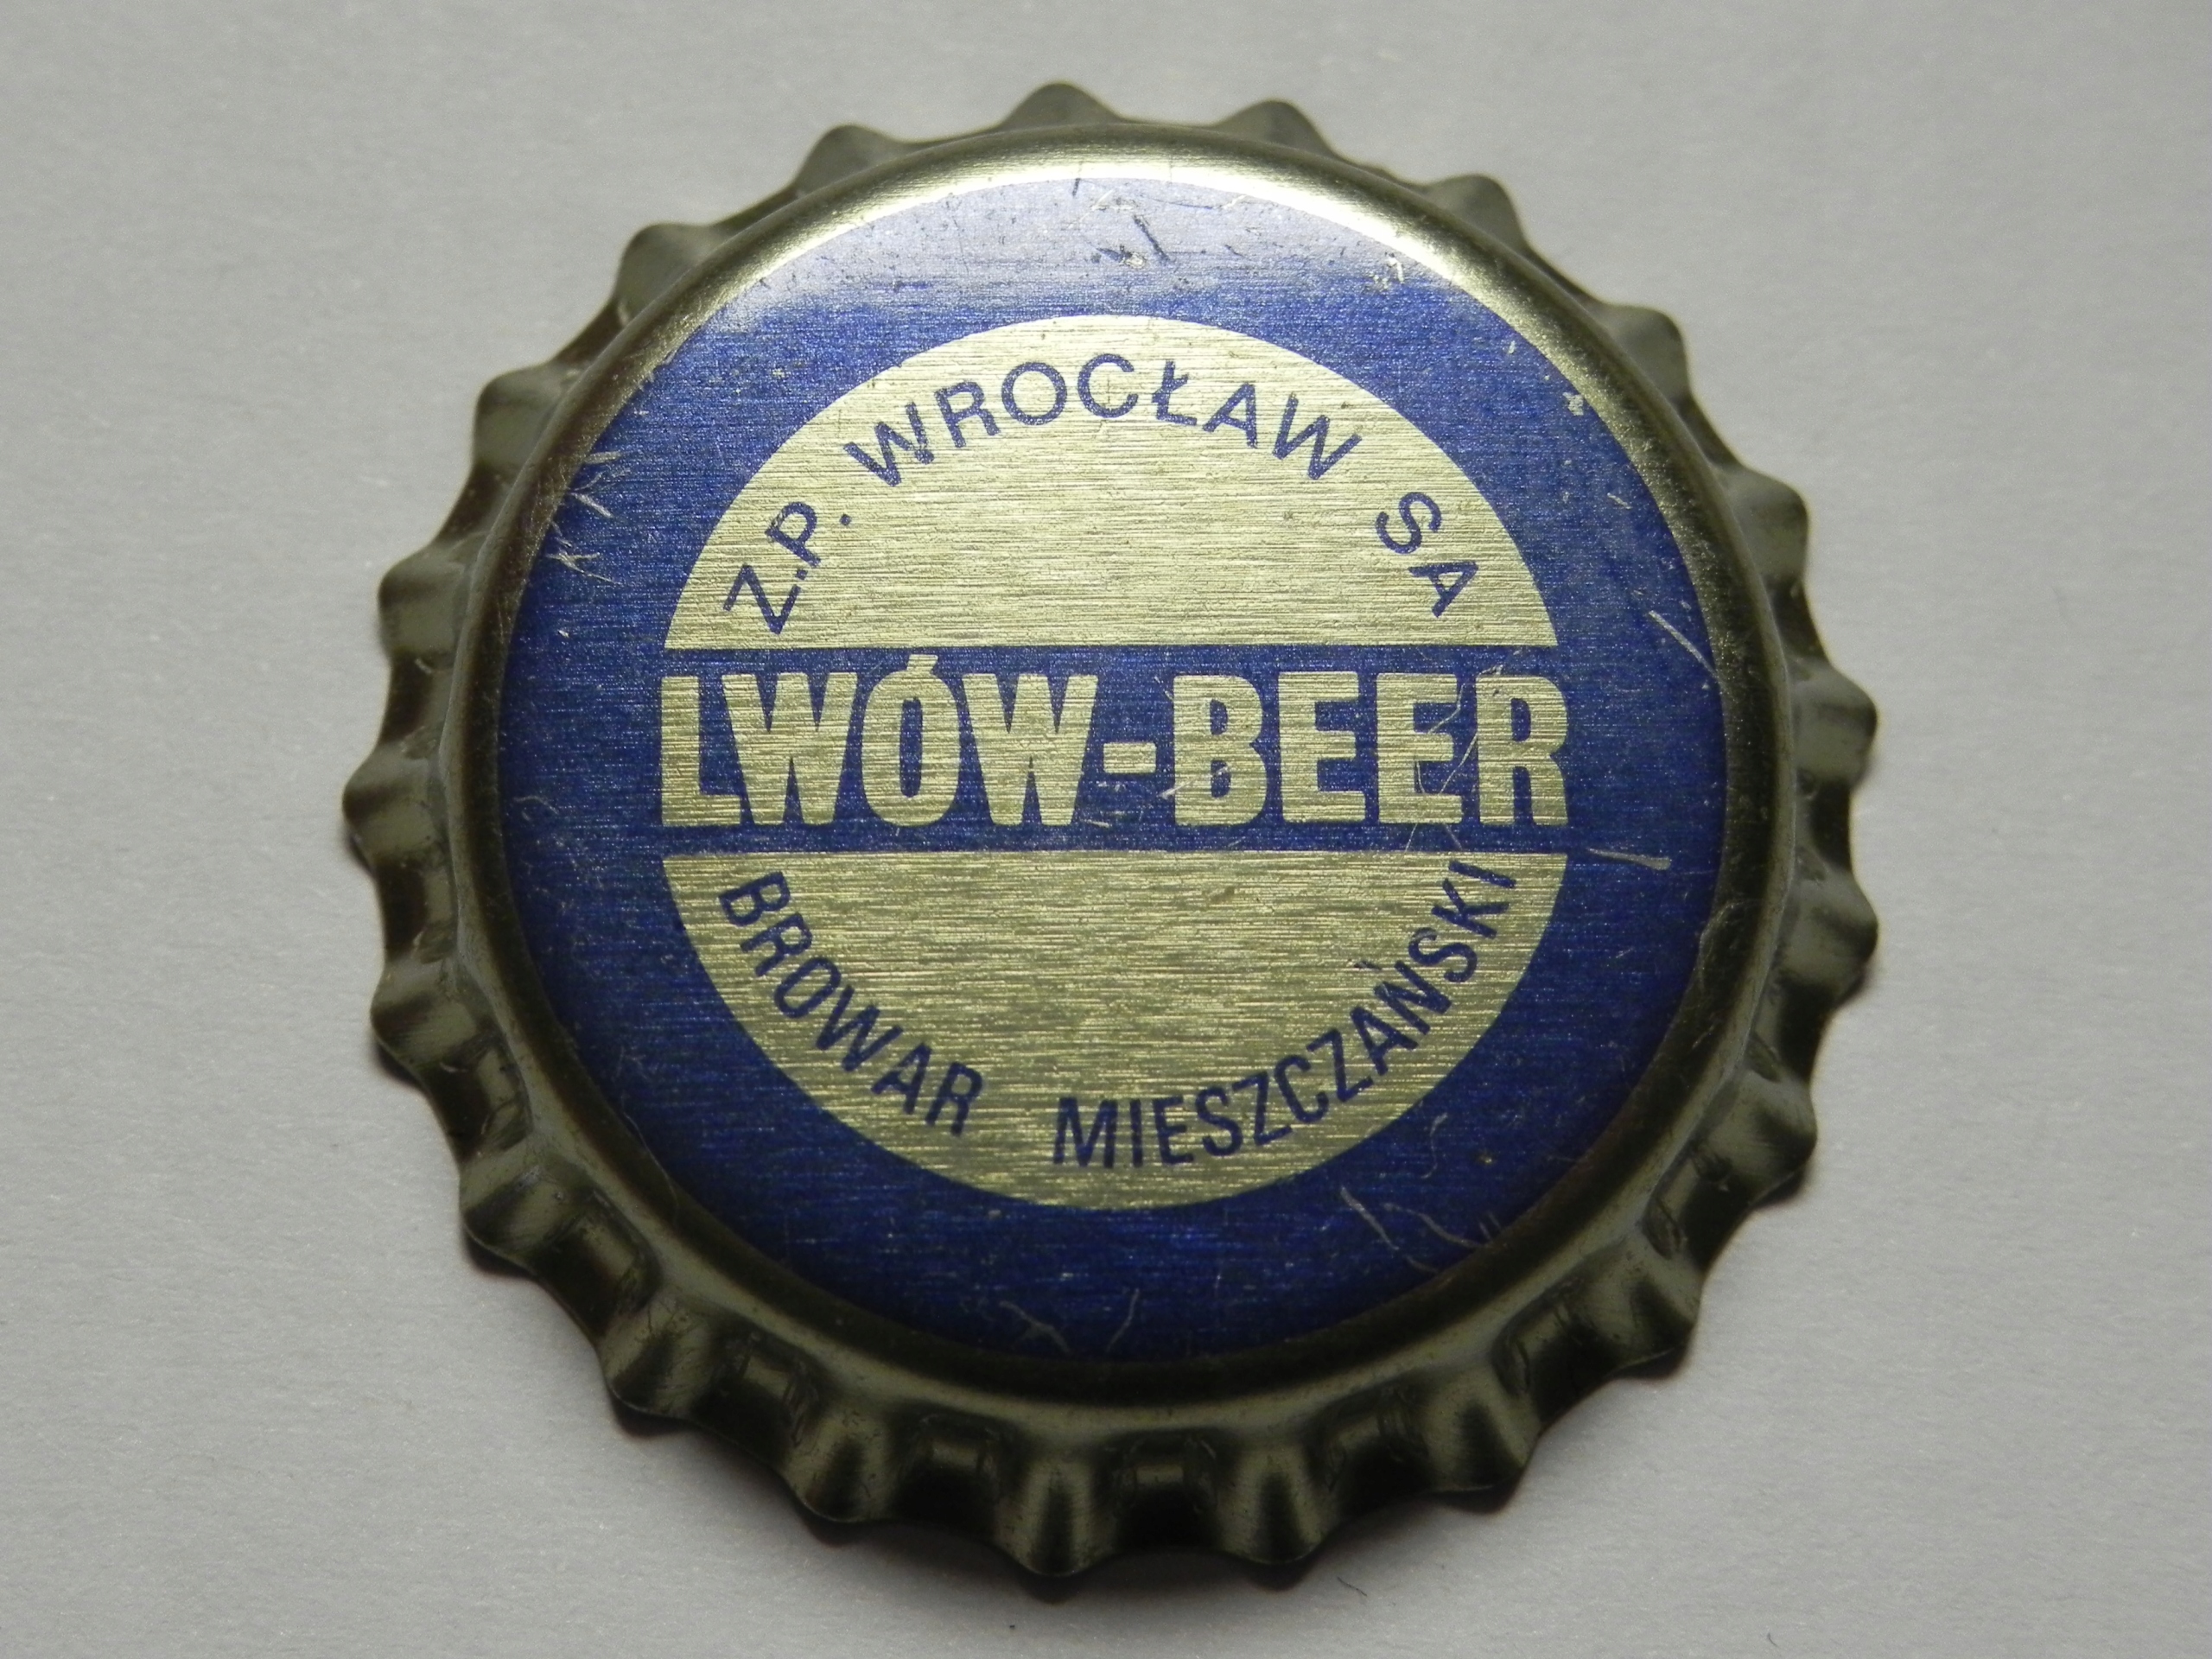 Z.P. WROCŁAW SA
LWÓW-BEER
BROWAR MIESZCZAŃSKI